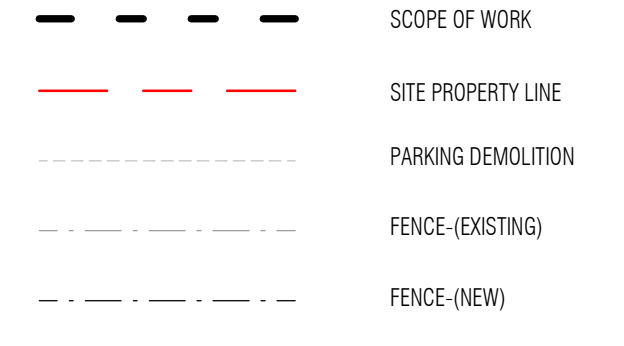 SCOPE OF WORK
SITE PROPERTY LINE
PARKING DEMOLITION
FENCE-(EXISTING)
FENCE-(NEW)